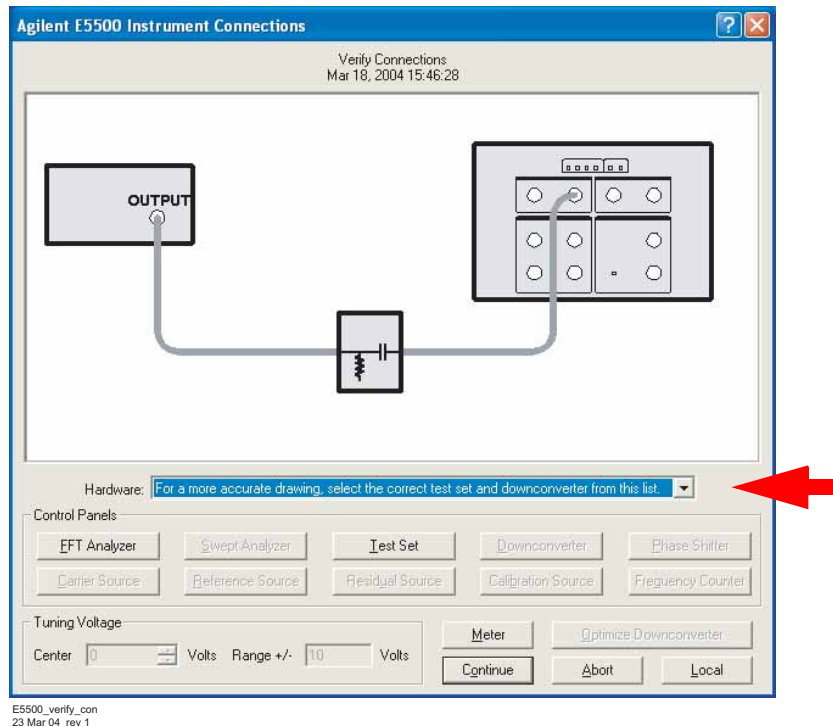 Agilent E5500 Instrument Connections
Verify Connections
Mar 18, 2004 15:46:28
OUTPUT
Hardware: For a more accurate drawing, select the correct test set and downconverter from this list.
Control Panels
FFT Analyzer Swept Analyzer Test Set Downconverter Phase Shifter
Carrier Source Reference Source Residual Source Calibration Source Frequency Counter
Tuning Voltage
Center 0 Volts Range +/- 10 Volts
Meter Optimize Downconverter
Continue Abort Local
E5500_verify_con
23 Mar 04 rev 1